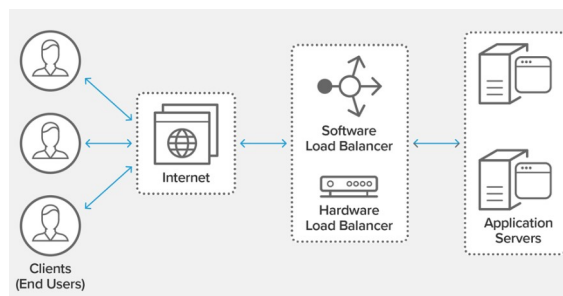 Clients
(End Users)
Internet
Software
Load Balancer
Hardware
Load Balancer
Application
Servers